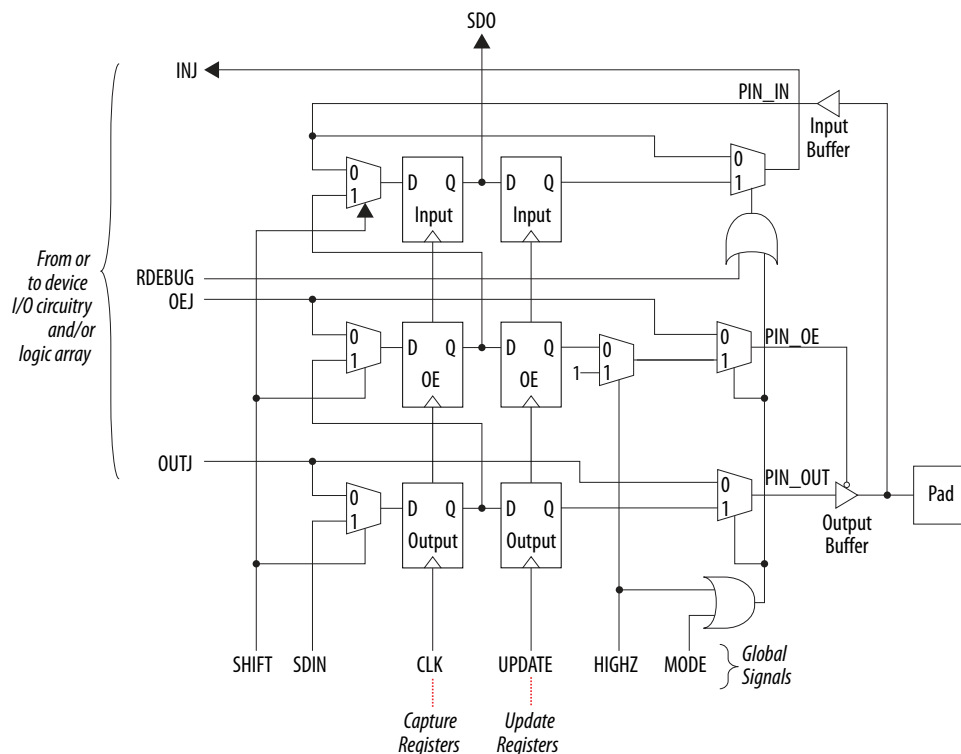 SDO
INJ
PIN_IN
Input
Buffer
0
1
D Q
Input
D Q
Input
0
1
From or
to device
I/O circuitry
and/or
logic array
RDEBUG
OEJ
0
1
D Q
OE
D Q
OE
0
1
1
0
1
PIN_OE
OUTJ
0
1
D Q
Output
D Q
Output
0
1
PIN_OUT
Output
Buffer
Pad
SHIFT
SDIN
CLK
UPDATE
HIGHZ
MODE
Global
Signals
Capture
Registers
Update
Registers